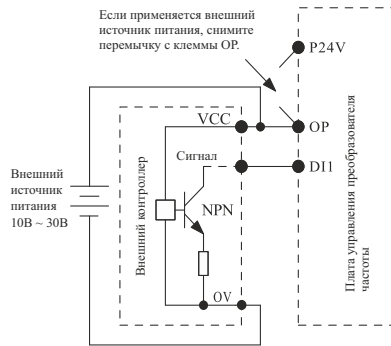 Если применяется внешний
источник питания, снимите
перемычку с клеммы OP.
P24V
VCC
OP
Сигнал
DI1
Внешний
источник
питания
10В ~ 30В
Внешний контроллер
NPN
Плата управления преобразователя
частоты
OV